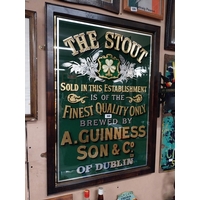 THE STOUT
SOLD IN THIS ESTABLISHMENT
IS OF THE
FINEST QUALITY ONLY
BREWED BY
A. GUINNESS
SON & Co
OF DUBLIN